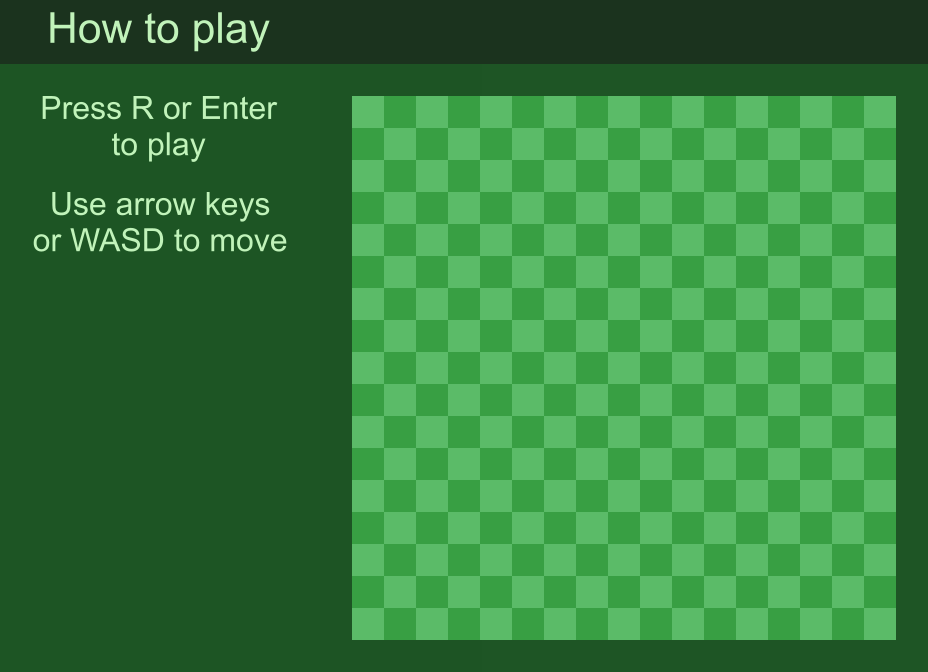 How to play
Press R or Enter
to play
Use arrow keys
or WASD to move